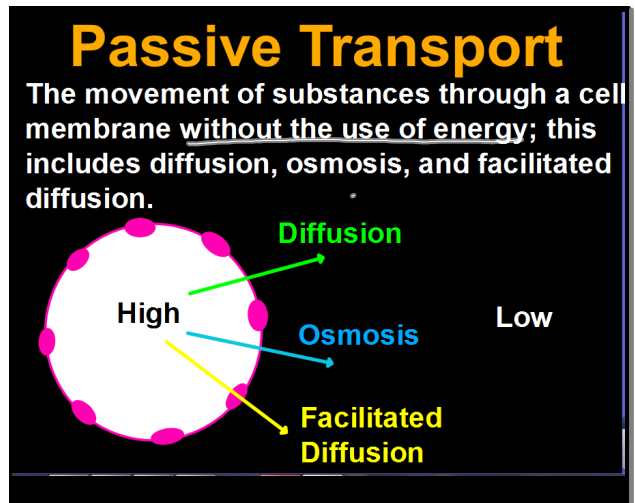 Passive Transport
The movement of substances through a cell
membrane without the use of energy; this
includes diffusion, osmosis, and facilitated
diffusion.
Diffusion
High
Low
Osmosis
Facilitated
Diffusion